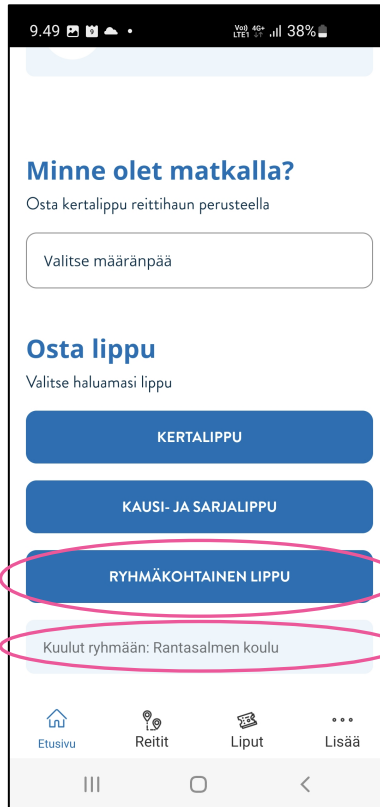 9.49 Vo)) 4G+ LTE1 38%
Minne olet matkalla?
Osta kertalippu reittihaun perusteella
Valitse määränpää
Osta lippu
Valitse haluamasi lippu
KERTALIPPU
KAUSI- JA SARJALIPPU
RYHMÄKOHTAINEN LIPPU
Kuulut ryhmään: Rantasalmen koulu
Etusivu Reitit Liput Lisää